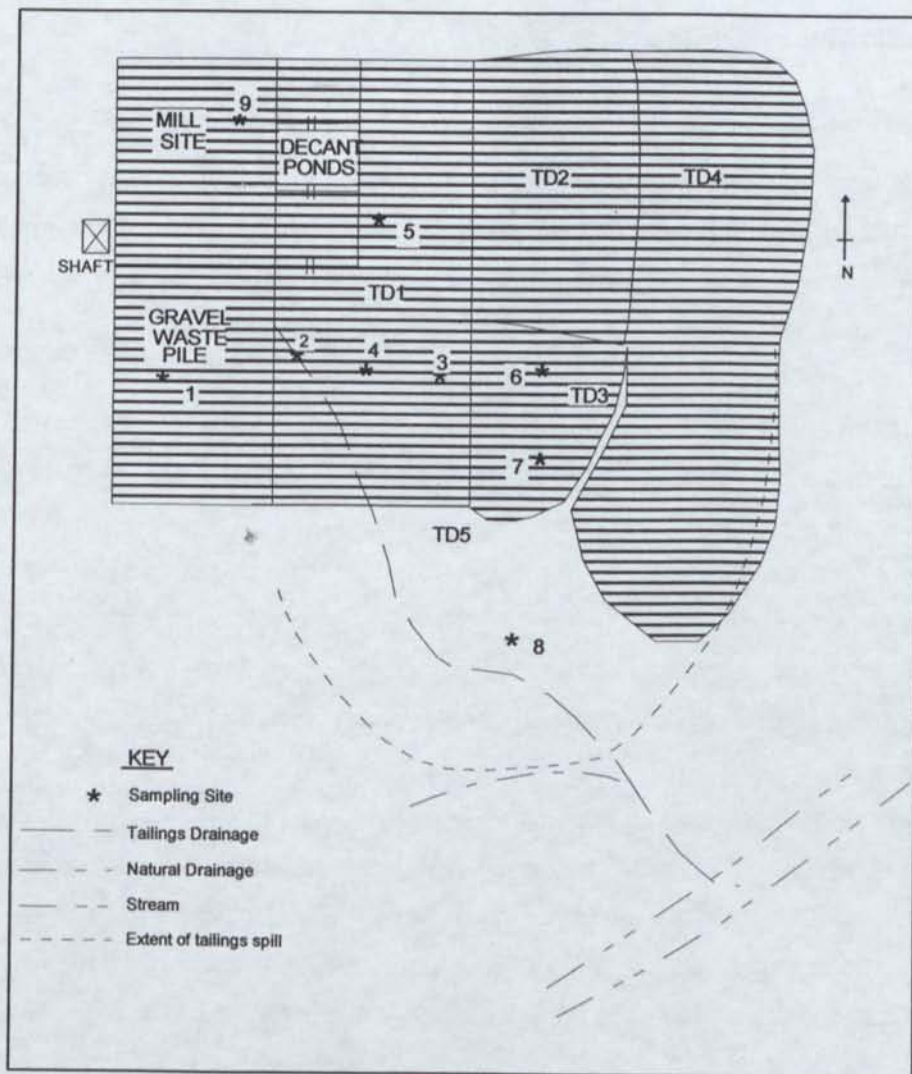 9
MILL
SITE
DECANT
PONDS
TD2
TD4
5
SHAFT
N
TD1
GRAVEL
WASTE
PILE
2
4
3
6
1
TD3
7
TD5
8
KEY
* Sampling Site
Tailings Drainage
Natural Drainage
Stream
Extent of tailings spill